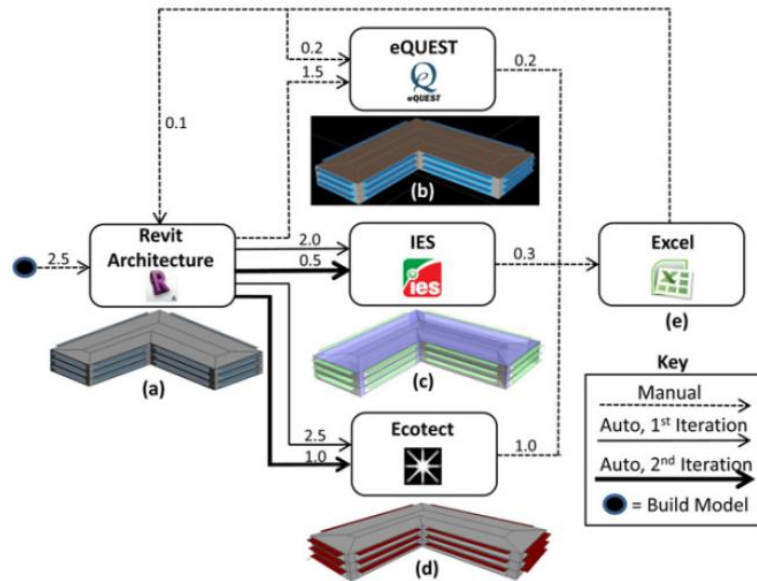 eQUEST
eQUEST
0.2
1.5
0.2
0.1
(b)
Revit
Architecture
R
A
2.5
2.0
0.5
IES
ies
0.3
Excel
X
(a)
(c)
(e)
2.5
1.0
Ecotect
1.0
(d)
Key
Manual
Auto, 1st Iteration
Auto, 2nd Iteration
= Build Model